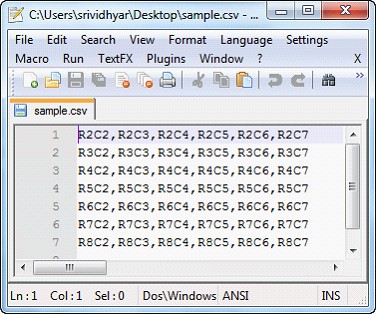 C:\Users\srividhyar\Desktop\sample.csv - ...
File Edit Search View Format Language Settings
Macro Run TextFX Plugins Window ? X
sample.csv
1 R2C2,R2C3,R2C4,R2C5,R2C6,R2C7
2 R3C2,R3C3,R3C4,R3C5,R3C6,R3C7
3 R4C2,R4C3,R4C4,R4C5,R4C6,R4C7
4 R5C2,R5C3,R5C4,R5C5,R5C6,R5C7
5 R6C2,R6C3,R6C4,R6C5,R6C6,R6C7
6 R7C2,R7C3,R7C4,R7C5,R7C6,R7C7
7 R8C2,R8C3,R8C4,R8C5,R8C6,R8C7
Ln:1 Col:1 Sel:0 Dos\Windows ANSI INS